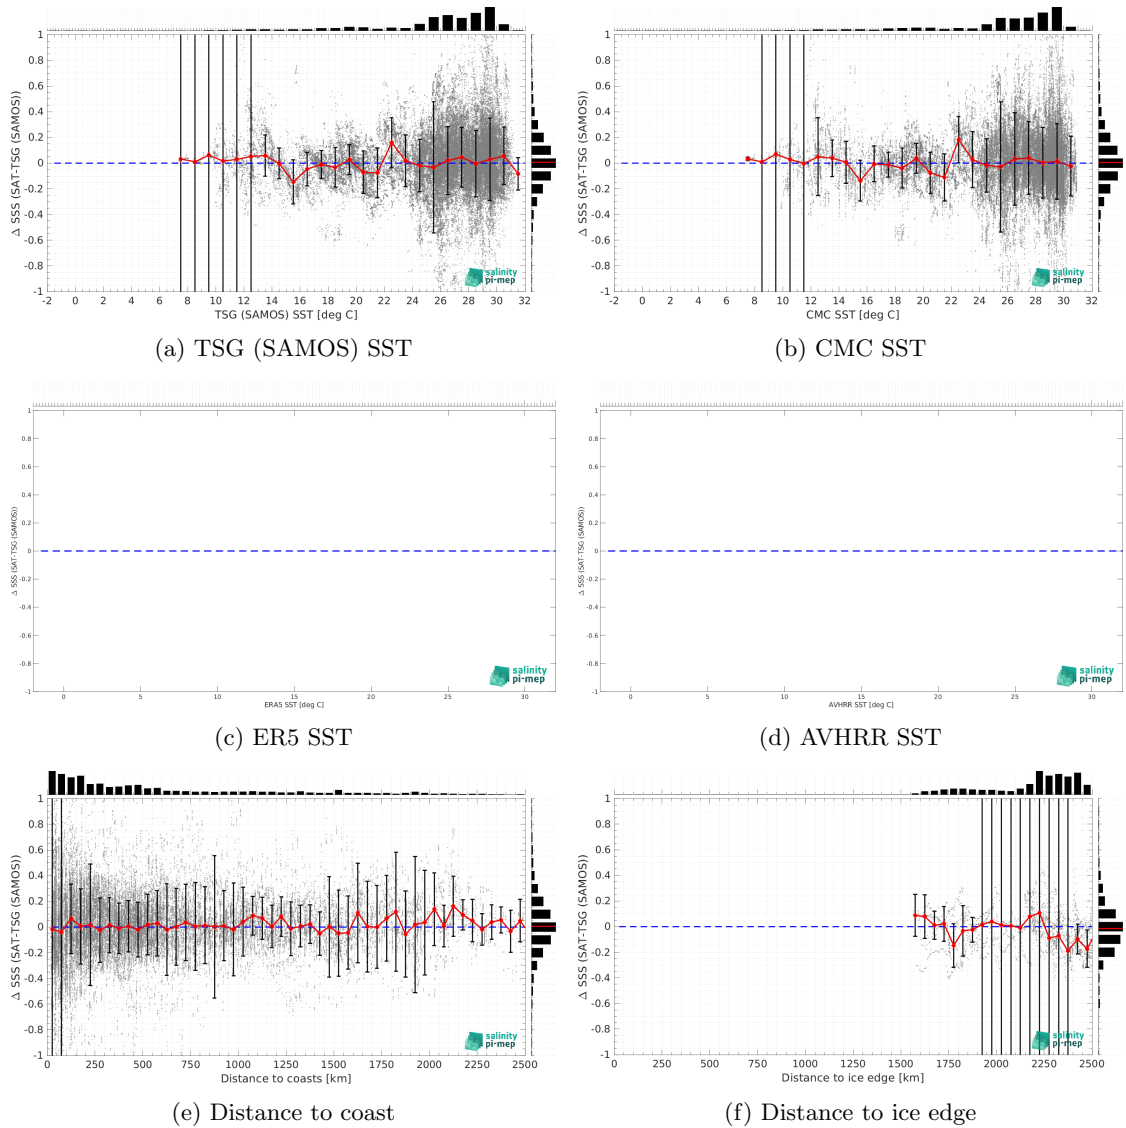 1
0.8
0.6
0.4
0.2
0
-0.2
-0.4
-0.6
-0.8
-1
Δ SSS (SAT-TSG (SAMOS))
-2 0 2 4 6 8 10 12 14 16 18 20 22 24 26 28 30 32
TSG (SAMOS) SST [deg C]
salinity
pi-mep
(a) TSG (SAMOS) SST
1
0.8
0.6
0.4
0.2
0
-0.2
-0.4
-0.6
-0.8
-1
Δ SSS (SAT-TSG (SAMOS))
-2 0 2 4 6 8 10 12 14 16 18 20 22 24 26 28 30 32
CMC SST [deg C]
salinity
pi-mep
(b) CMC SST
1
0.8
0.6
0.4
0.2
0
-0.2
-0.4
-0.6
-0.8
-1
Δ SSS (SAT-TSG (SAMOS))
0 5 10 15 20 25 30
ERA5 SST [deg C]
salinity
pi-mep
(c) ER5 SST
1
0.8
0.6
0.4
0.2
0
-0.2
-0.4
-0.6
-0.8
-1
Δ SSS (SAT-TSG (SAMOS))
0 5 10 15 20 25 30
AVHRR SST [deg C]
salinity
pi-mep
(d) AVHRR SST
1
0.8
0.6
0.4
0.2
0
-0.2
-0.4
-0.6
-0.8
-1
Δ SSS (SAT-TSG (SAMOS))
0 250 500 750 1000 1250 1500 1750 2000 2250 2500
Distance to coasts [km]
salinity
pi-mep
(e) Distance to coast
1
0.8
0.6
0.4
0.2
0
-0.2
-0.4
-0.6
-0.8
-1
Δ SSS (SAT-TSG (SAMOS))
0 250 500 750 1000 1250 1500 1750 2000 2250 2500
Distance to ice edge [km]
salinity
pi-mep
(f) Distance to ice edge